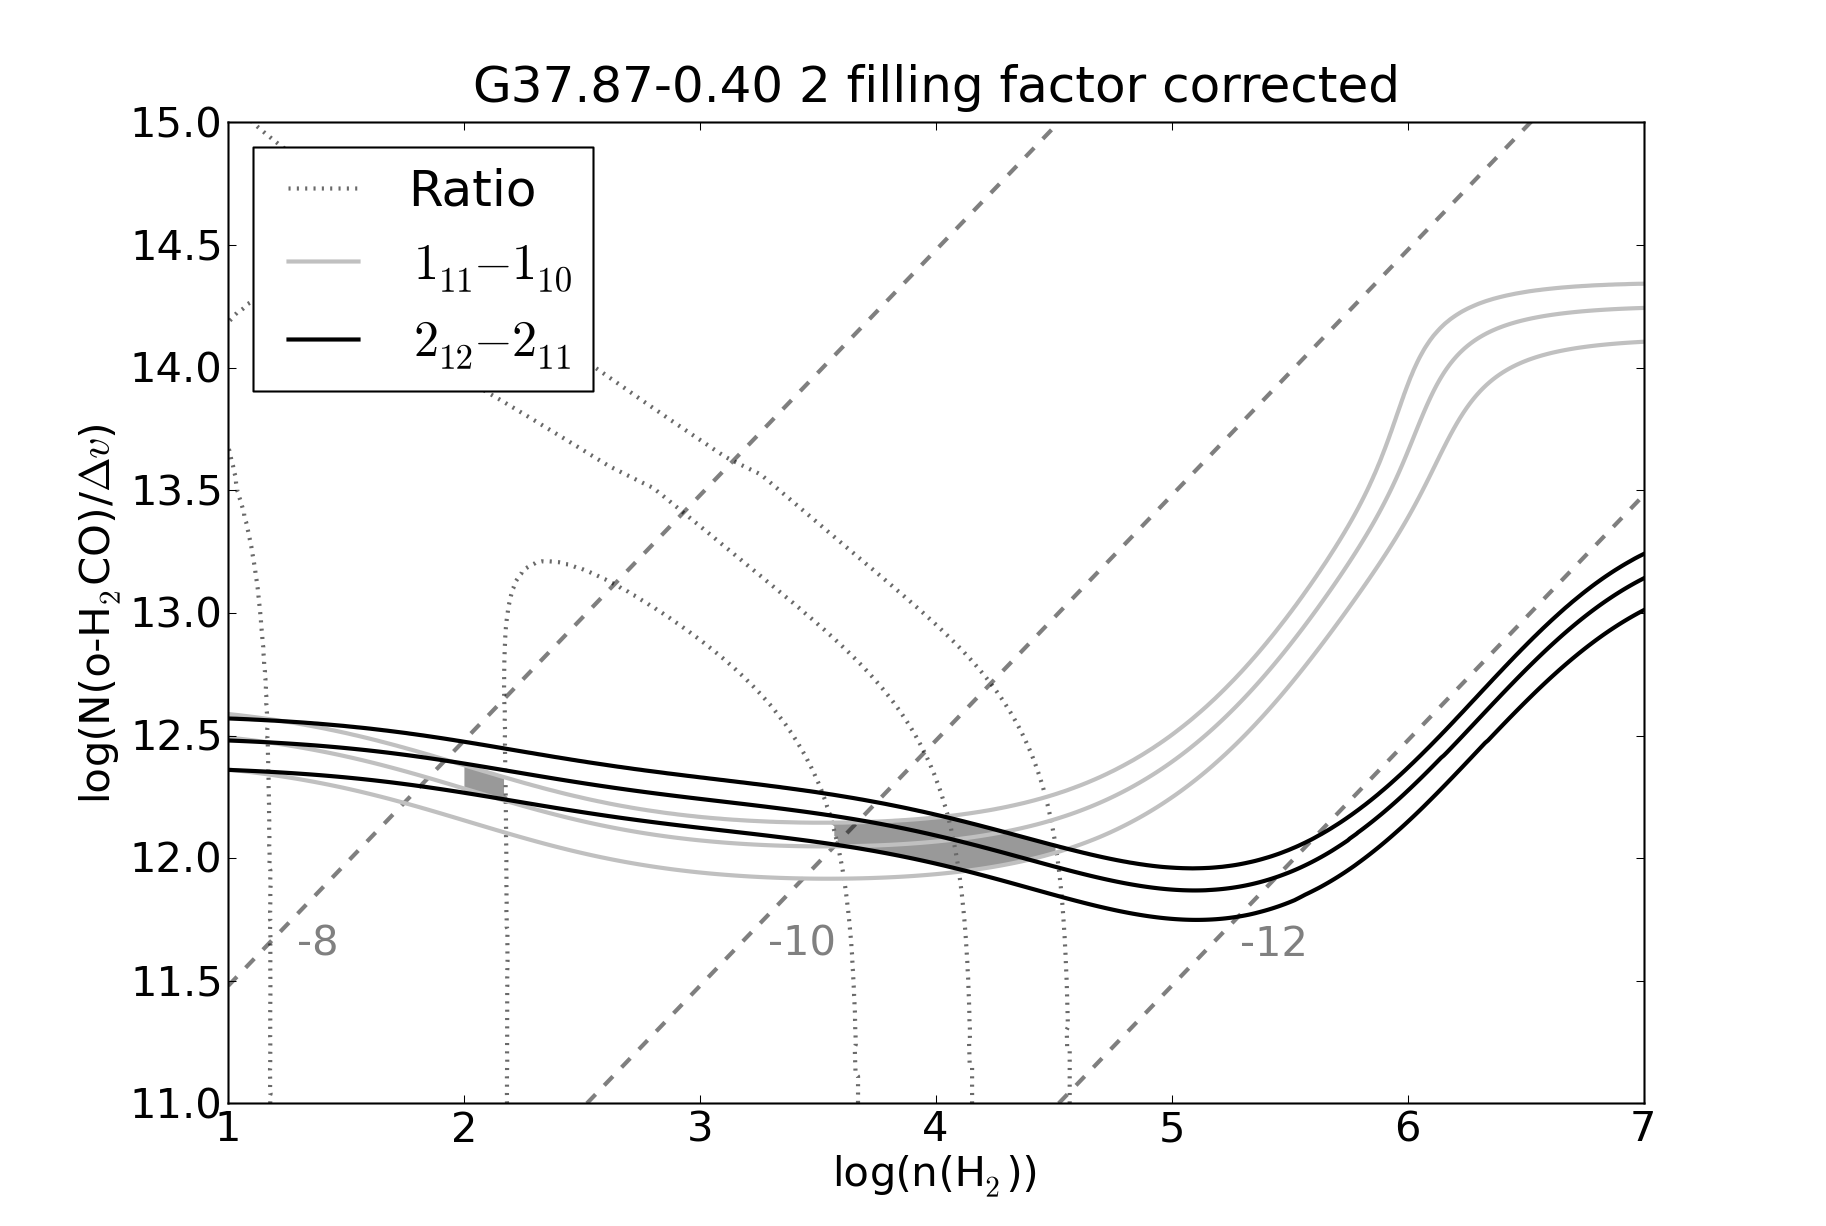 G37.87-0.40 2 filling factor corrected
15.0
14.5
14.0
13.5
13.0
12.5
12.0
11.5
11.0
log(N(o-H₂CO)/Δv)
Ratio
1₁₁−1₁₀
2₁₂−2₁₁
-8
-10
-12
1 2 3 4 5 6 7
log(n(H₂))